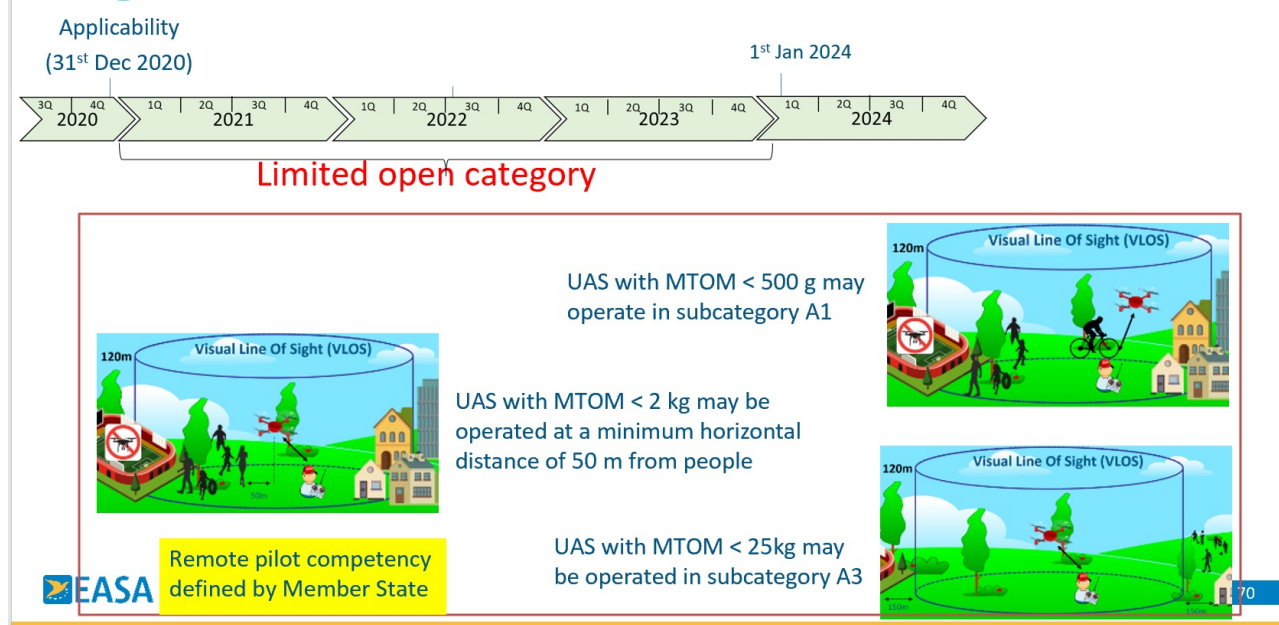 Applicability
(31st Dec 2020)
1st Jan 2024
3Q 4Q 1Q 2Q 3Q 4Q 1Q 2Q 3Q 4Q 1Q 2Q 3Q 4Q 1Q 2Q 3Q 4Q
2020 2021 2022 2023 2024
Limited open category
120m
Visual Line Of Sight (VLOS)
UAS with MTOM < 500 g may
operate in subcategory A1
120m
Visual Line Of Sight (VLOS)
50m
UAS with MTOM < 2 kg may be
operated at a minimum horizontal
distance of 50 m from people
120m
Visual Line Of Sight (VLOS)
150m
150m
UAS with MTOM < 25kg may
be operated in subcategory A3
Remote pilot competency
defined by Member State
EASA
70